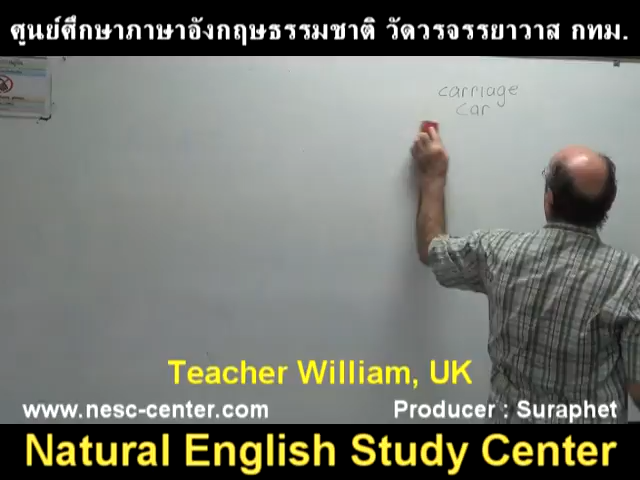 ศูนย์ศึกษาภาษาอังกฤษธรรมชาติ วัดวรจรรยาวาส กทม.
carriage
car
Teacher William, UK
www.nesc-center.com Producer : Suraphet
Natural English Study Center